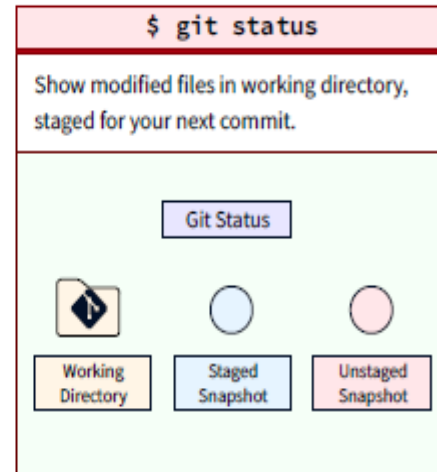 $ git status
Show modified files in working directory,
staged for your next commit.
Git Status
Working
Directory
Staged
Snapshot
Unstaged
Snapshot